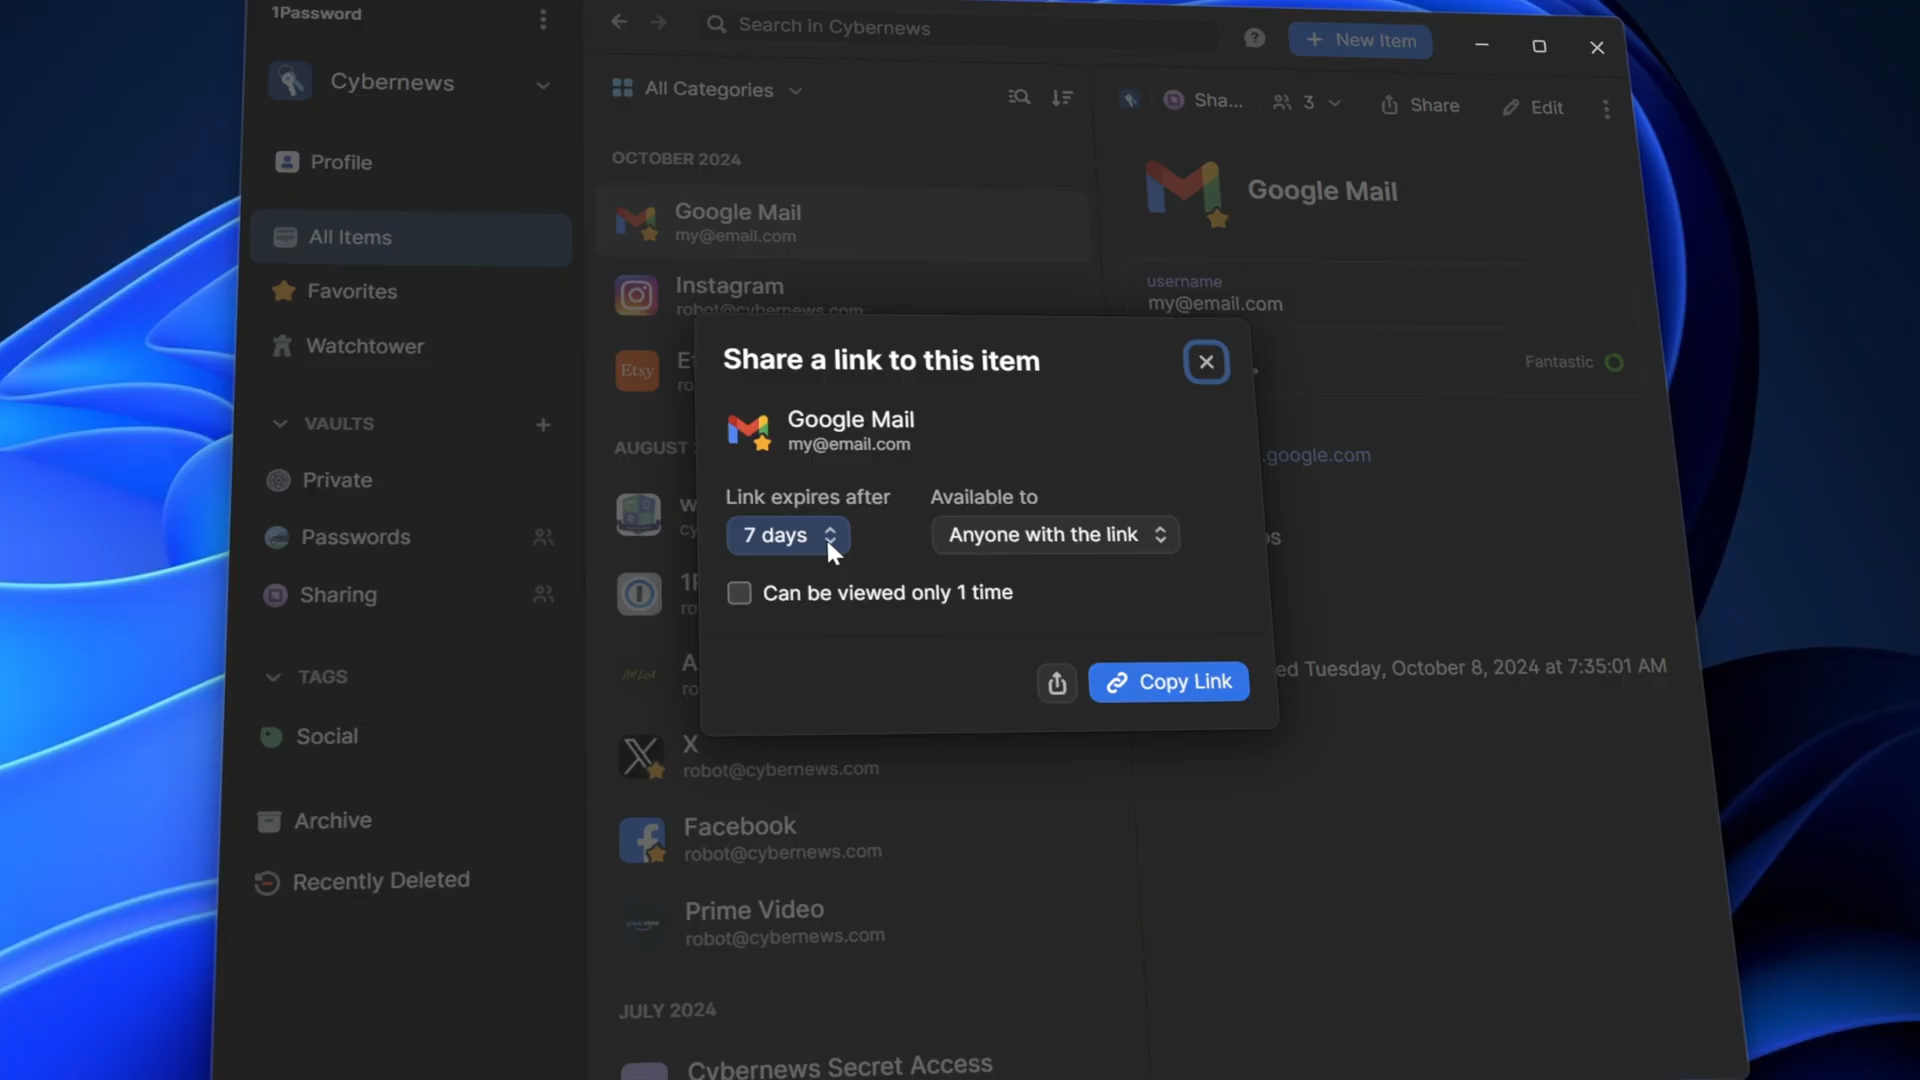 1Password
Cybernews
Profile
All Items
Favorites
Watchtower
VAULTS
Private
Passwords
Sharing
TAGS
Social
Archive
Recently Deleted
Search in Cybernews
New Item
All Categories
OCTOBER 2024
Google Mail
my@email.com
Instagram
robot@cybernews.com
Etsy
AUGUST
X
robot@cybernews.com
Facebook
robot@cybernews.com
Prime Video
robot@cybernews.com
JULY 2024
Cybernews Secret Access
Sha...
3
Share
Edit
Google Mail
username
my@email.com
Fantastic
.google.com
ed Tuesday, October 8, 2024 at 7:35:01 AM
Share a link to this item
Google Mail
my@email.com
Link expires after
Available to
7 days
Anyone with the link
Can be viewed only 1 time
Copy Link